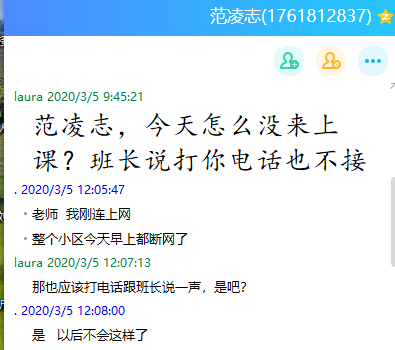 范凌志(1761812837)
laura 2020/3/5 9:45:21
范凌志，今天怎么没来上
课？班长说打你电话也不接
. 2020/3/5 12:05:47
老师  我刚连上网
整个小区今天早上都断网了
laura 2020/3/5 12:07:13
那也应该打电话跟班长说一声，是吧?
. 2020/3/5 12:08:00
是   以后不会这样了